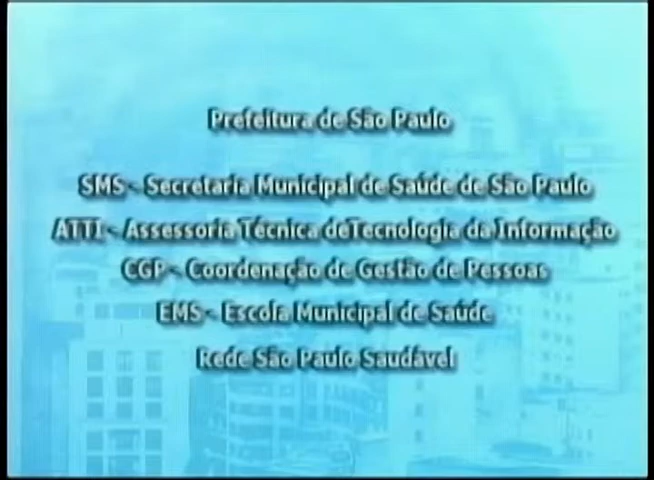 Prefeitura de São Paulo
SMS - Secretaria Municipal de Saúde de São Paulo
ATTI - Assessoria Técnica deTecnologia da Informação
CGP - Coordenação de Gestão de Pessoas
EMS - Escola Municipal de Saúde
Rede São Paulo Saudável